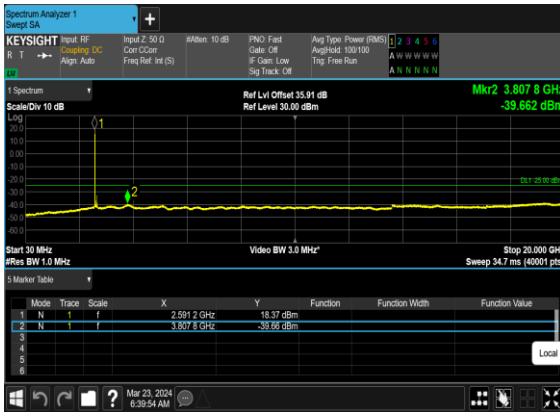 Spectrum Analyzer 1
Swept SA
+
KEYSIGHT
R T
LNI
Input: RF
Coupling: DC
Align: Auto
Input Z: 50 Ω
Corr CCorr
Freq Ref: Int (S)
#Atten: 10 dB
PNO: Fast
Gate: Off
IF Gain: Low
Sig Track: Off
Avg Type: Power (RMS)
Avg|Hold: 100/100
Trig: Free Run
1 2 3 4 5 6
A W W W W W
A N N N N N
1 Spectrum
Scale/Div 10 dB
Log
Ref Lvl Offset 35.91 dB
Ref Level 30.00 dBm
Mkr2 3.807 8 GHz
-39.662 dBm
20.0
10.0
0.00
-10.0
-20.0
-30.0
-40.0
-50.0
-60.0
1
2
DL1 -25.00 dBm
Start 30 MHz
#Res BW 1.0 MHz
Video BW 3.0 MHz*
Stop 20.000 GHz
Sweep 34.7 ms (40001 pts)
5 Marker Table
Mode Trace Scale X Y Function Function Width Function Value
1 N 1 f 2.591 2 GHz 18.37 dBm
2 N 1 f 3.807 8 GHz -39.66 dBm
3
4
5
6
Local
?
Mar 23, 2024
6:39:54 AM